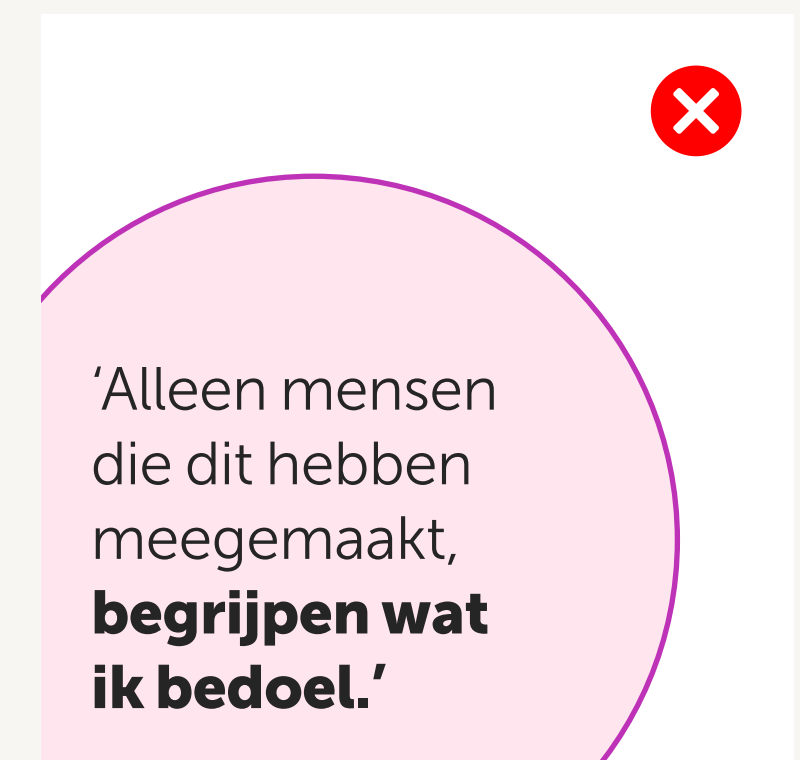 ‘Alleen mensen
die dit hebben
meegemaakt,
begrijpen wat
ik bedoel.’